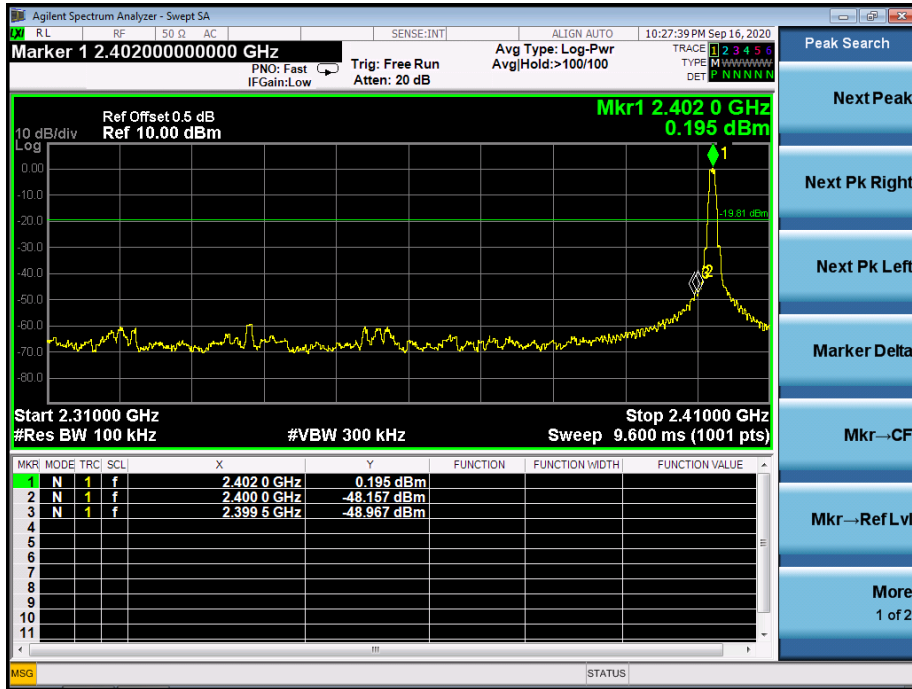 Agilent Spectrum Analyzer - Swept SA
LXI RL RF 50 Ω AC SENSE:INT ALIGN AUTO 10:27:39 PM Sep 16, 2020
Marker 1 2.402000000000 GHz
PNO: Fast
IFGain:Low
Trig: Free Run
Atten: 20 dB
Avg Type: Log-Pwr
Avg|Hold:>100/100
TRACE 1 2 3 4 5 6
TYPE M WWWWW
DET P N N N N N
Peak Search
Next Peak
Next Pk Right
Next Pk Left
Marker Delta
Mkr→CF
Mkr→Ref Lvl
More
1 of 2
Mkr1 2.402 0 GHz
0.195 dBm
Ref Offset 0.5 dB
10 dB/div Ref 10.00 dBm
Log
1
0.00
-10.0
-20.0
-19.81 dBm
-30.0
-40.0
2
-50.0
-60.0
-70.0
-80.0
Start 2.31000 GHz Stop 2.41000 GHz
#Res BW 100 kHz #VBW 300 kHz Sweep 9.600 ms (1001 pts)
MKR MODE TRC SCL X Y FUNCTION FUNCTION WIDTH FUNCTION VALUE
1 N 1 f 2.402 0 GHz 0.195 dBm
2 N 1 f 2.400 0 GHz -48.157 dBm
3 N 1 f 2.399 5 GHz -48.967 dBm
4
5
6
7
8
9
10
11
MSG STATUS